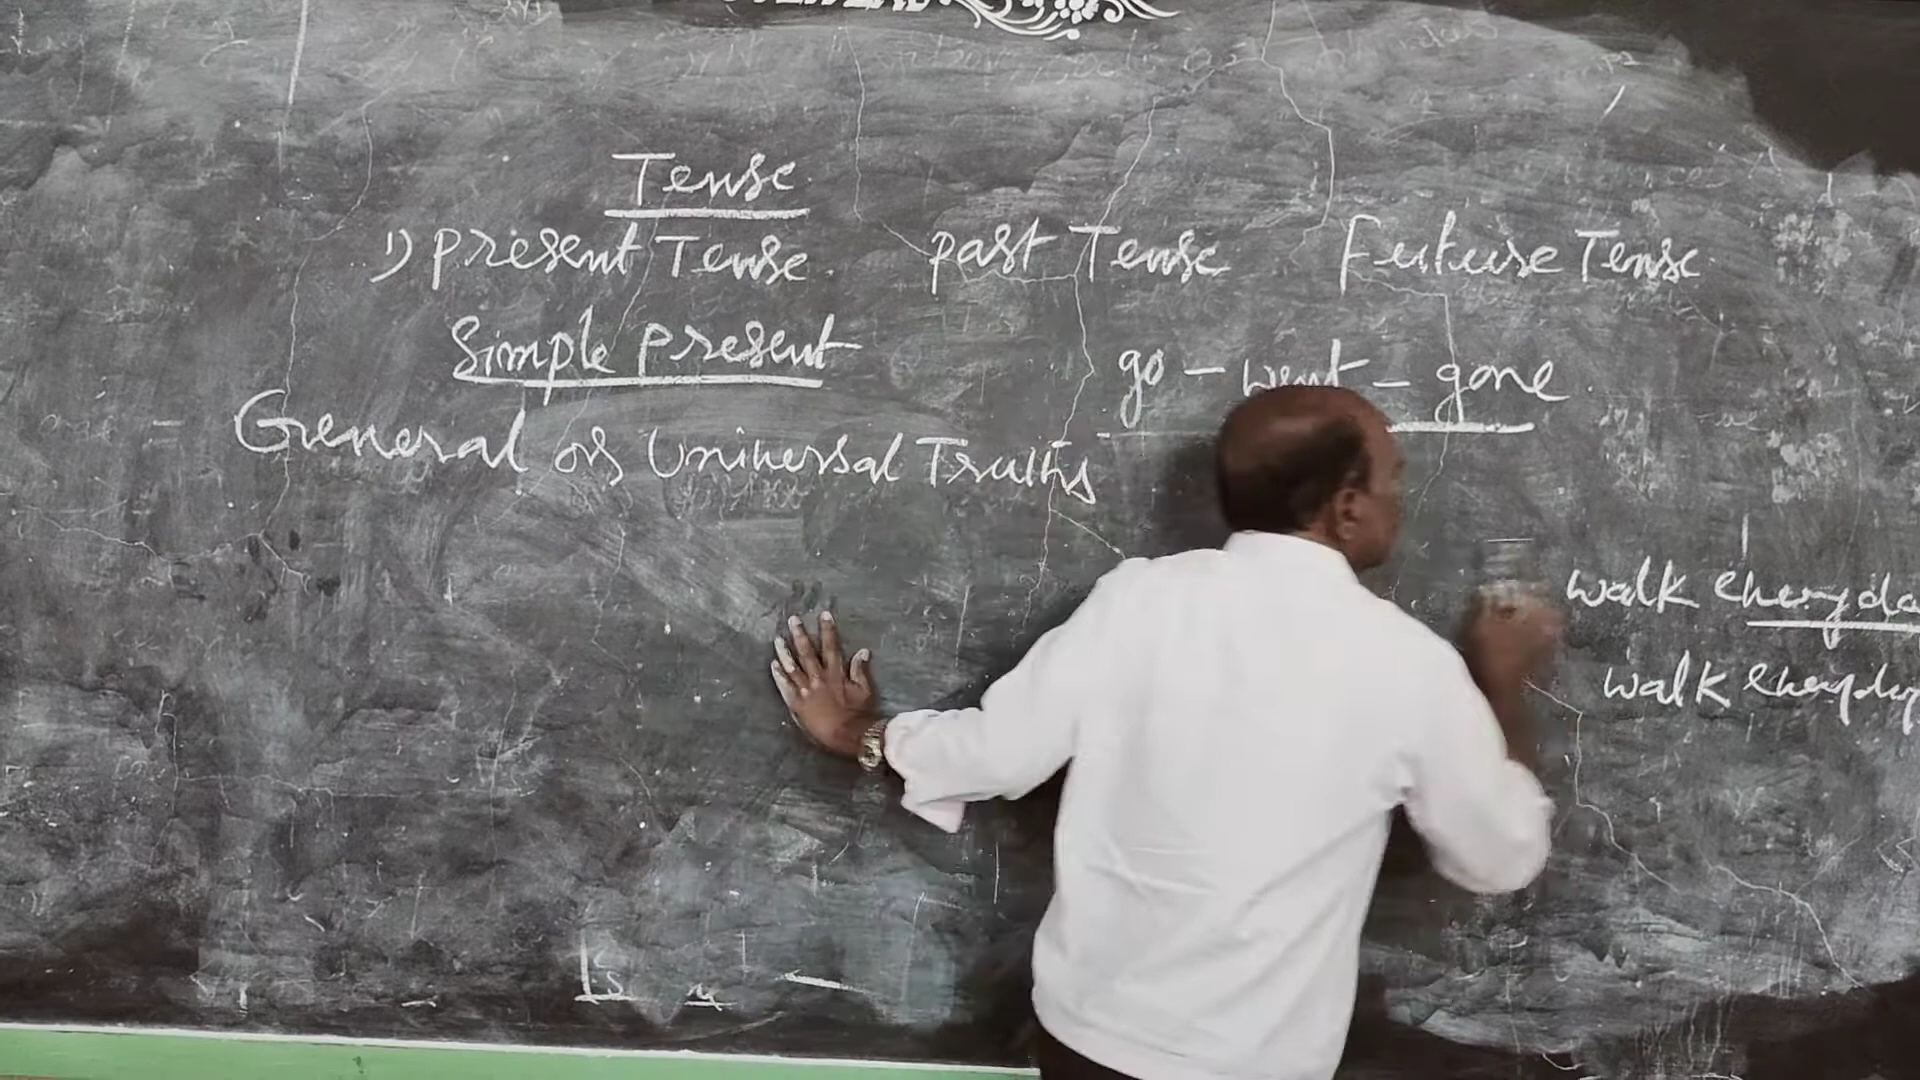 Tense
1) Present Tense past Tense Future Tense
Simple present
go - went - gone
General or Universal Truths
walk everyday
walk everyday